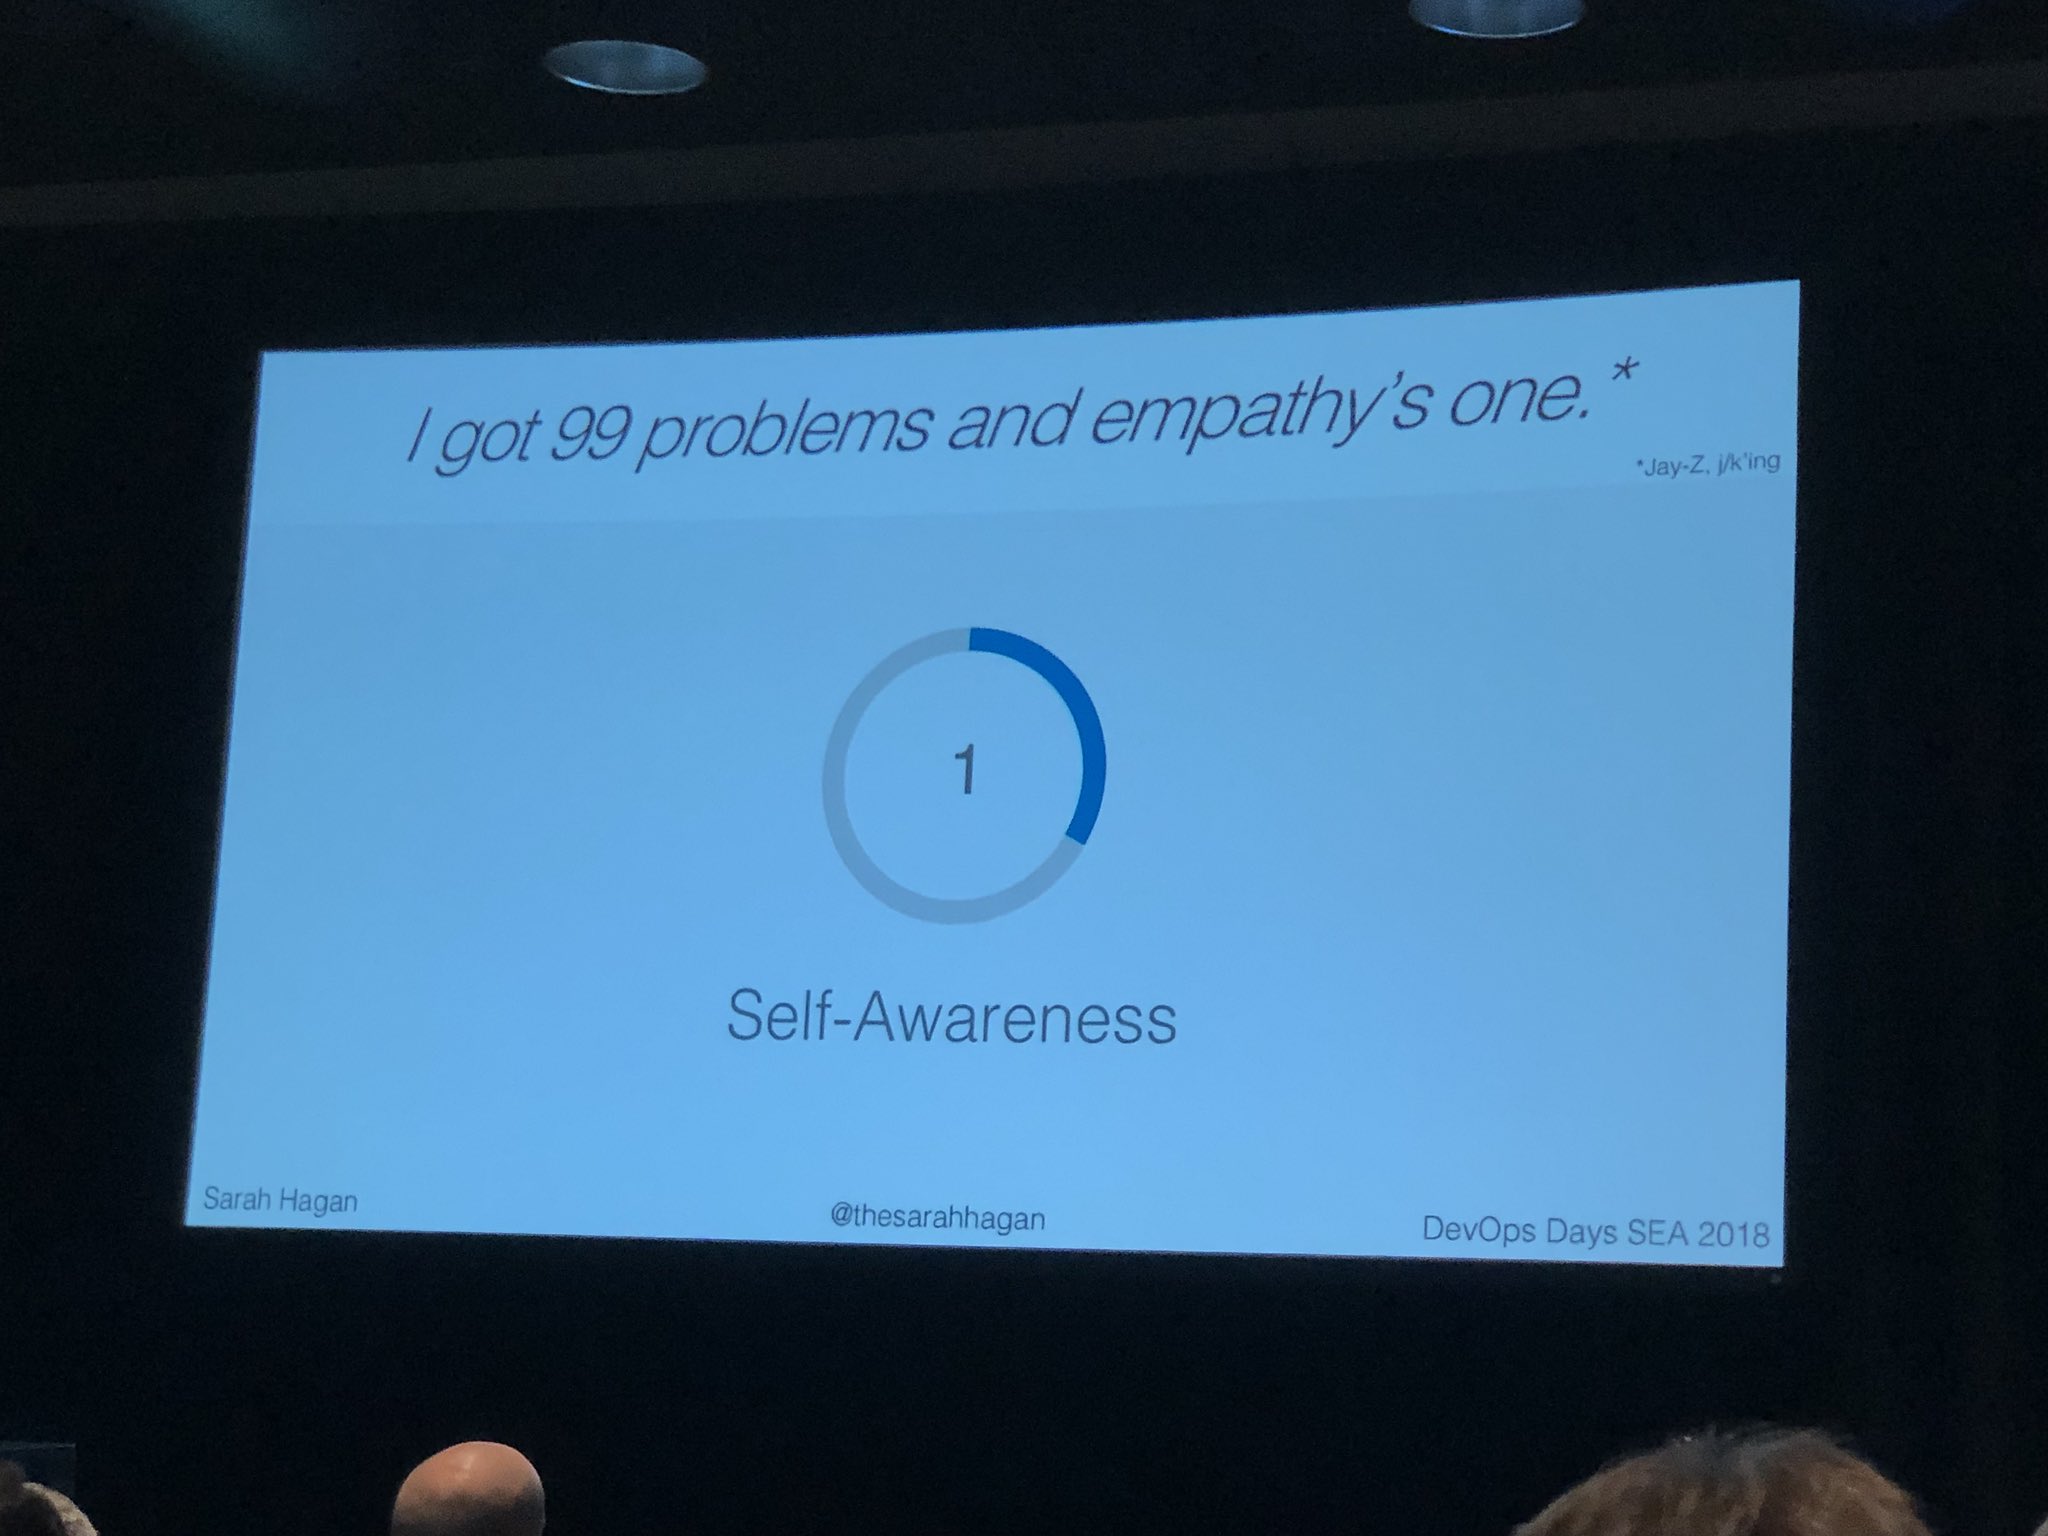 I got 99 problems and empathy's one.*
*Jay-Z, j/k'ing
1
Self-Awareness
Sarah Hagan
@thesarahhagan
DevOps Days SEA 2018